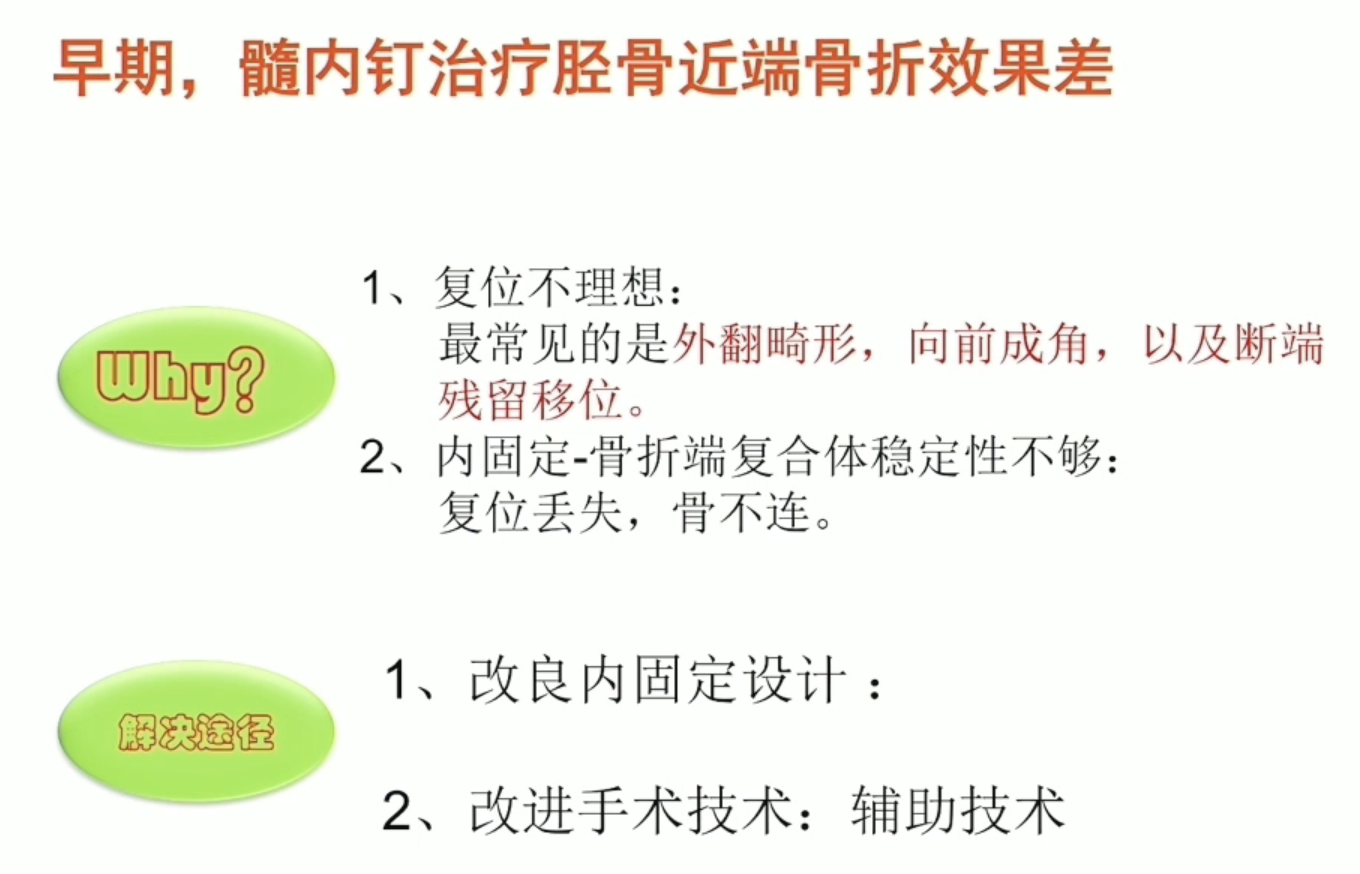 早期，髓内钉治疗胫骨近端骨折效果差
Why?
1、复位不理想：
最常见的是外翻畸形，向前成角，以及断端
残留移位。
2、内固定-骨折端复合体稳定性不够：
复位丢失，骨不连。
解决途径
1、改良内固定设计：
2、改进手术技术：辅助技术